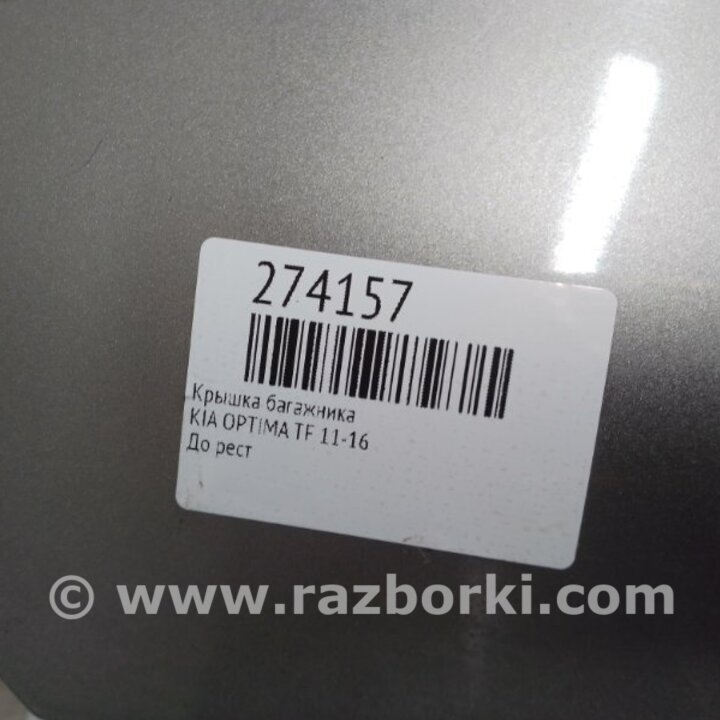 274157
Крышка багажника
KIA OPTIMA TF 11-16
До рест
© www.razborki.com